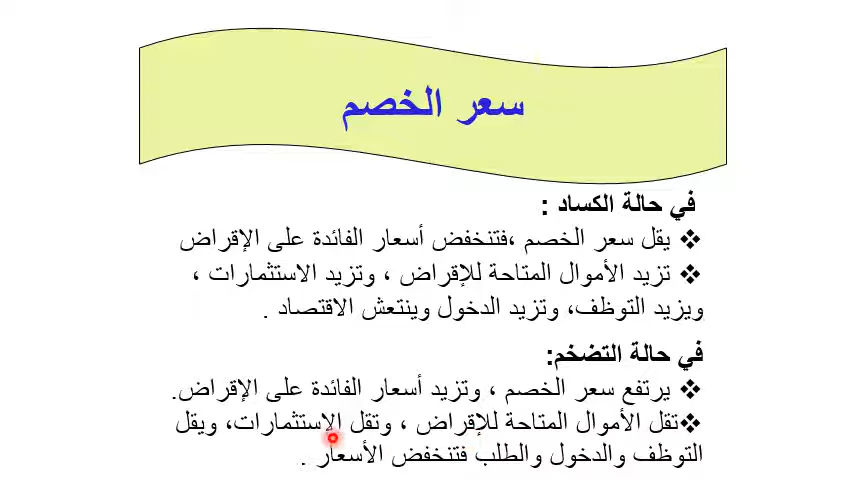 سعر الخصم
في حالة الكساد :
❖ يقل سعر الخصم ،فتنخفض أسعار الفائدة على الإقراض
❖ تزيد الأموال المتاحة للإقراض ، وتزيد الاستثمارات ،
ويزيد التوظف، وتزيد الدخول وينتعش الاقتصاد .
في حالة التضخم:
❖ يرتفع سعر الخصم ، وتزيد أسعار الفائدة على الإقراض.
❖تقل الأموال المتاحة للإقراض ، وتقل الإستثمارات، ويقل
التوظف والدخول والطلب فتنخفض الأسعار .